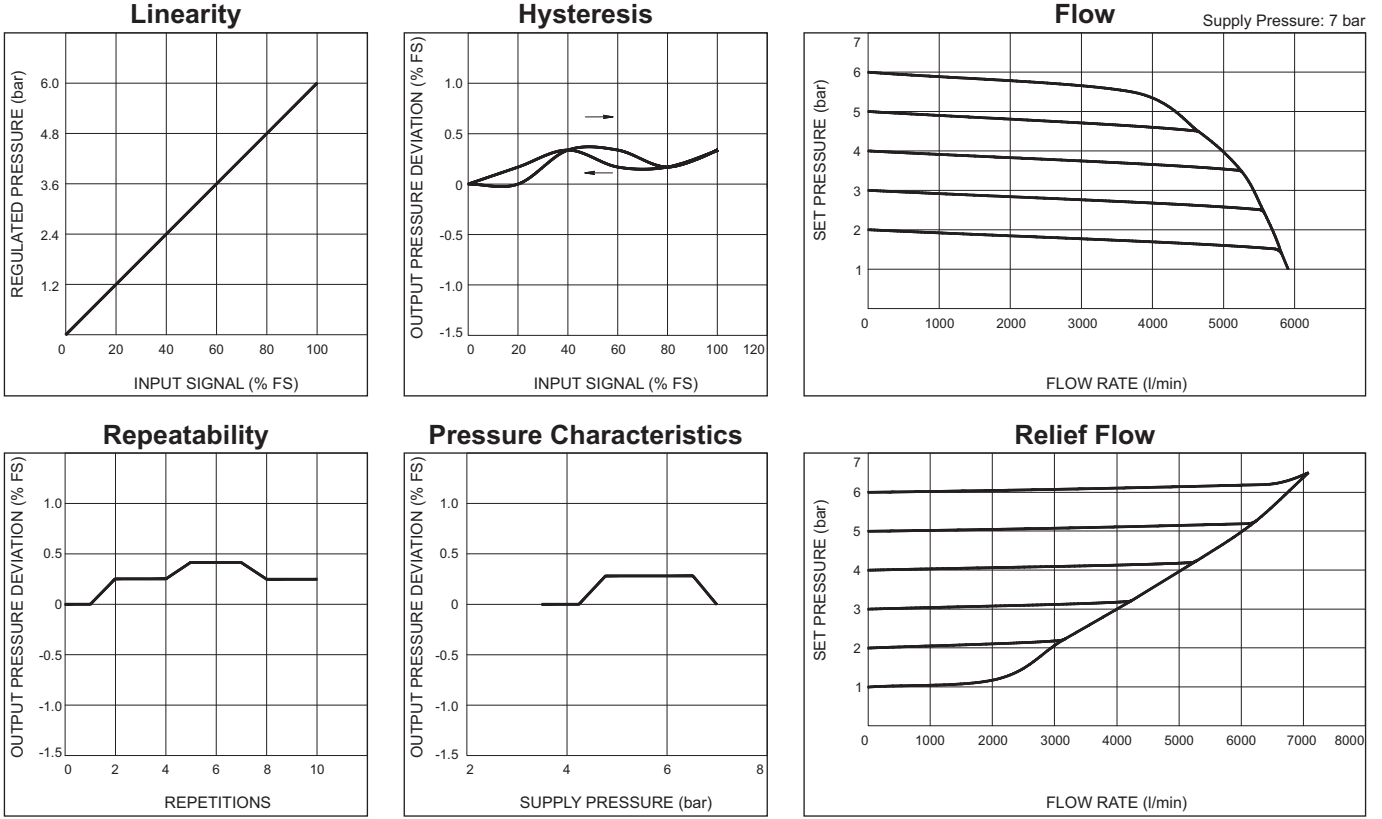 Linearity
REGULATED PRESSURE (bar)
6.0
4.8
3.6
2.4
1.2
0 20 40 60 80 100
INPUT SIGNAL (% FS)
Hysteresis
OUTPUT PRESSURE DEVIATION (% FS)
1.0
0.5
0
-0.5
-1.0
-1.5
0 20 40 60 80 100 120
INPUT SIGNAL (% FS)
Flow
Supply Pressure: 7 bar
SET PRESSURE (bar)
7
6
5
4
3
2
1
0 1000 2000 3000 4000 5000 6000
FLOW RATE (l/min)
Repeatability
OUTPUT PRESSURE DEVIATION (% FS)
1.0
0.5
0
-0.5
-1.0
-1.5
0 2 4 6 8 10
REPETITIONS
Pressure Characteristics
OUTPUT PRESSURE DEVIATION (% FS)
1.0
0.5
0
-0.5
-1.0
-1.5
2 4 6 8
SUPPLY PRESSURE (bar)
Relief Flow
SET PRESSURE (bar)
7
6
5
4
3
2
1
0 1000 2000 3000 4000 5000 6000 7000 8000
FLOW RATE (l/min)